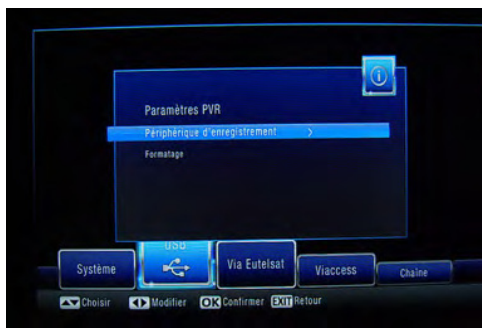 Paramètres PVR
Périphérique d'enregistrement >
Formatage
Système
USB
Via Eutelsat
Viaccess
Chaîne
Choisir Modifier OK Confirmer EXIT Retour